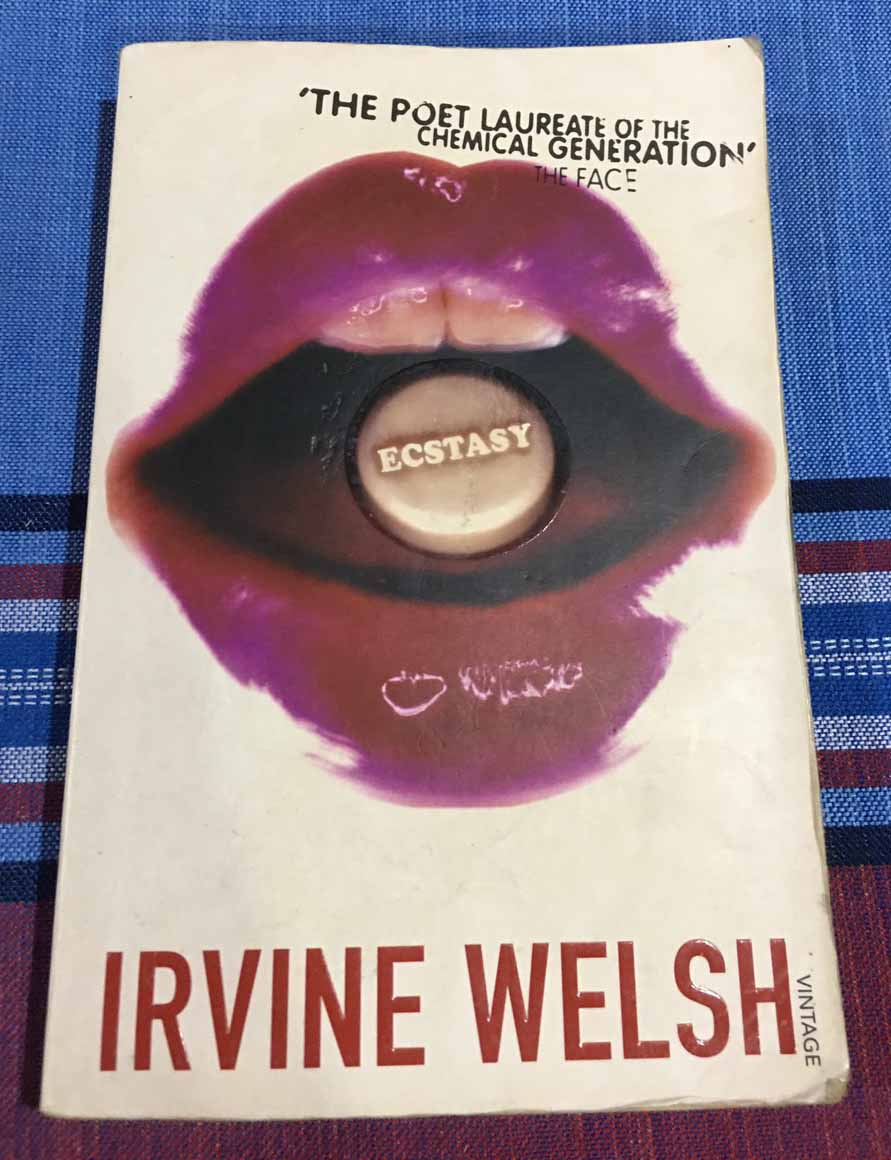 'THE POET LAUREATE OF THE
CHEMICAL GENERATION'
THE FACE
ECSTASY
IRVINE WELSH
VINTAGE